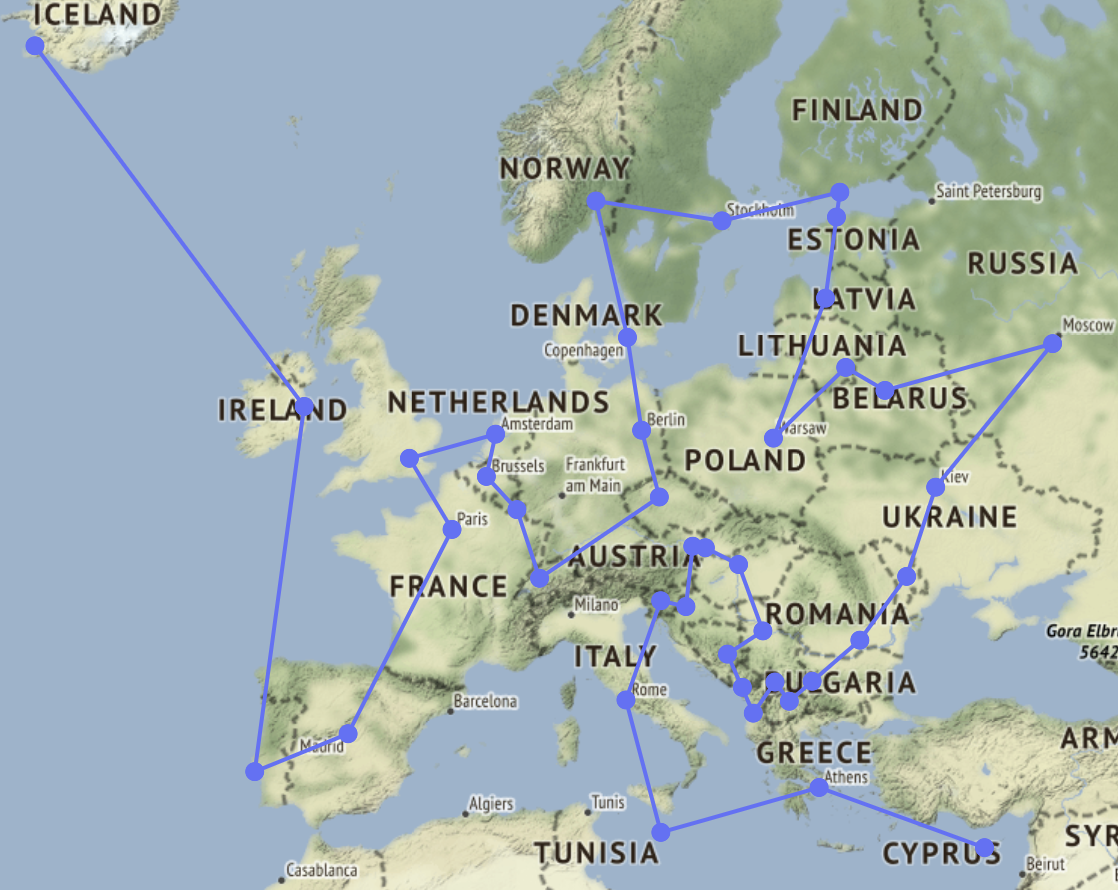 ICELAND
FINLAND
NORWAY
Saint Petersburg
Stockholm
ESTONIA
RUSSIA
LATVIA
DENMARK
Moscow
LITHUANIA
Copenhagen
BELARUS
NETHERLANDS
IRELAND
Amsterdam
Berlin
Warsaw
POLAND
Brussels
Frankfurt
am Main
Kiev
Paris
UKRAINE
AUSTRIA
FRANCE
Milano
ROMANIA
Gora Elbr
5642
ITALY
BULGARIA
Rome
Barcelona
Madrid
ARM
GREECE
Athens
Algiers
Tunis
SYR
TUNISIA
CYPRUS
Beirut
Casablanca